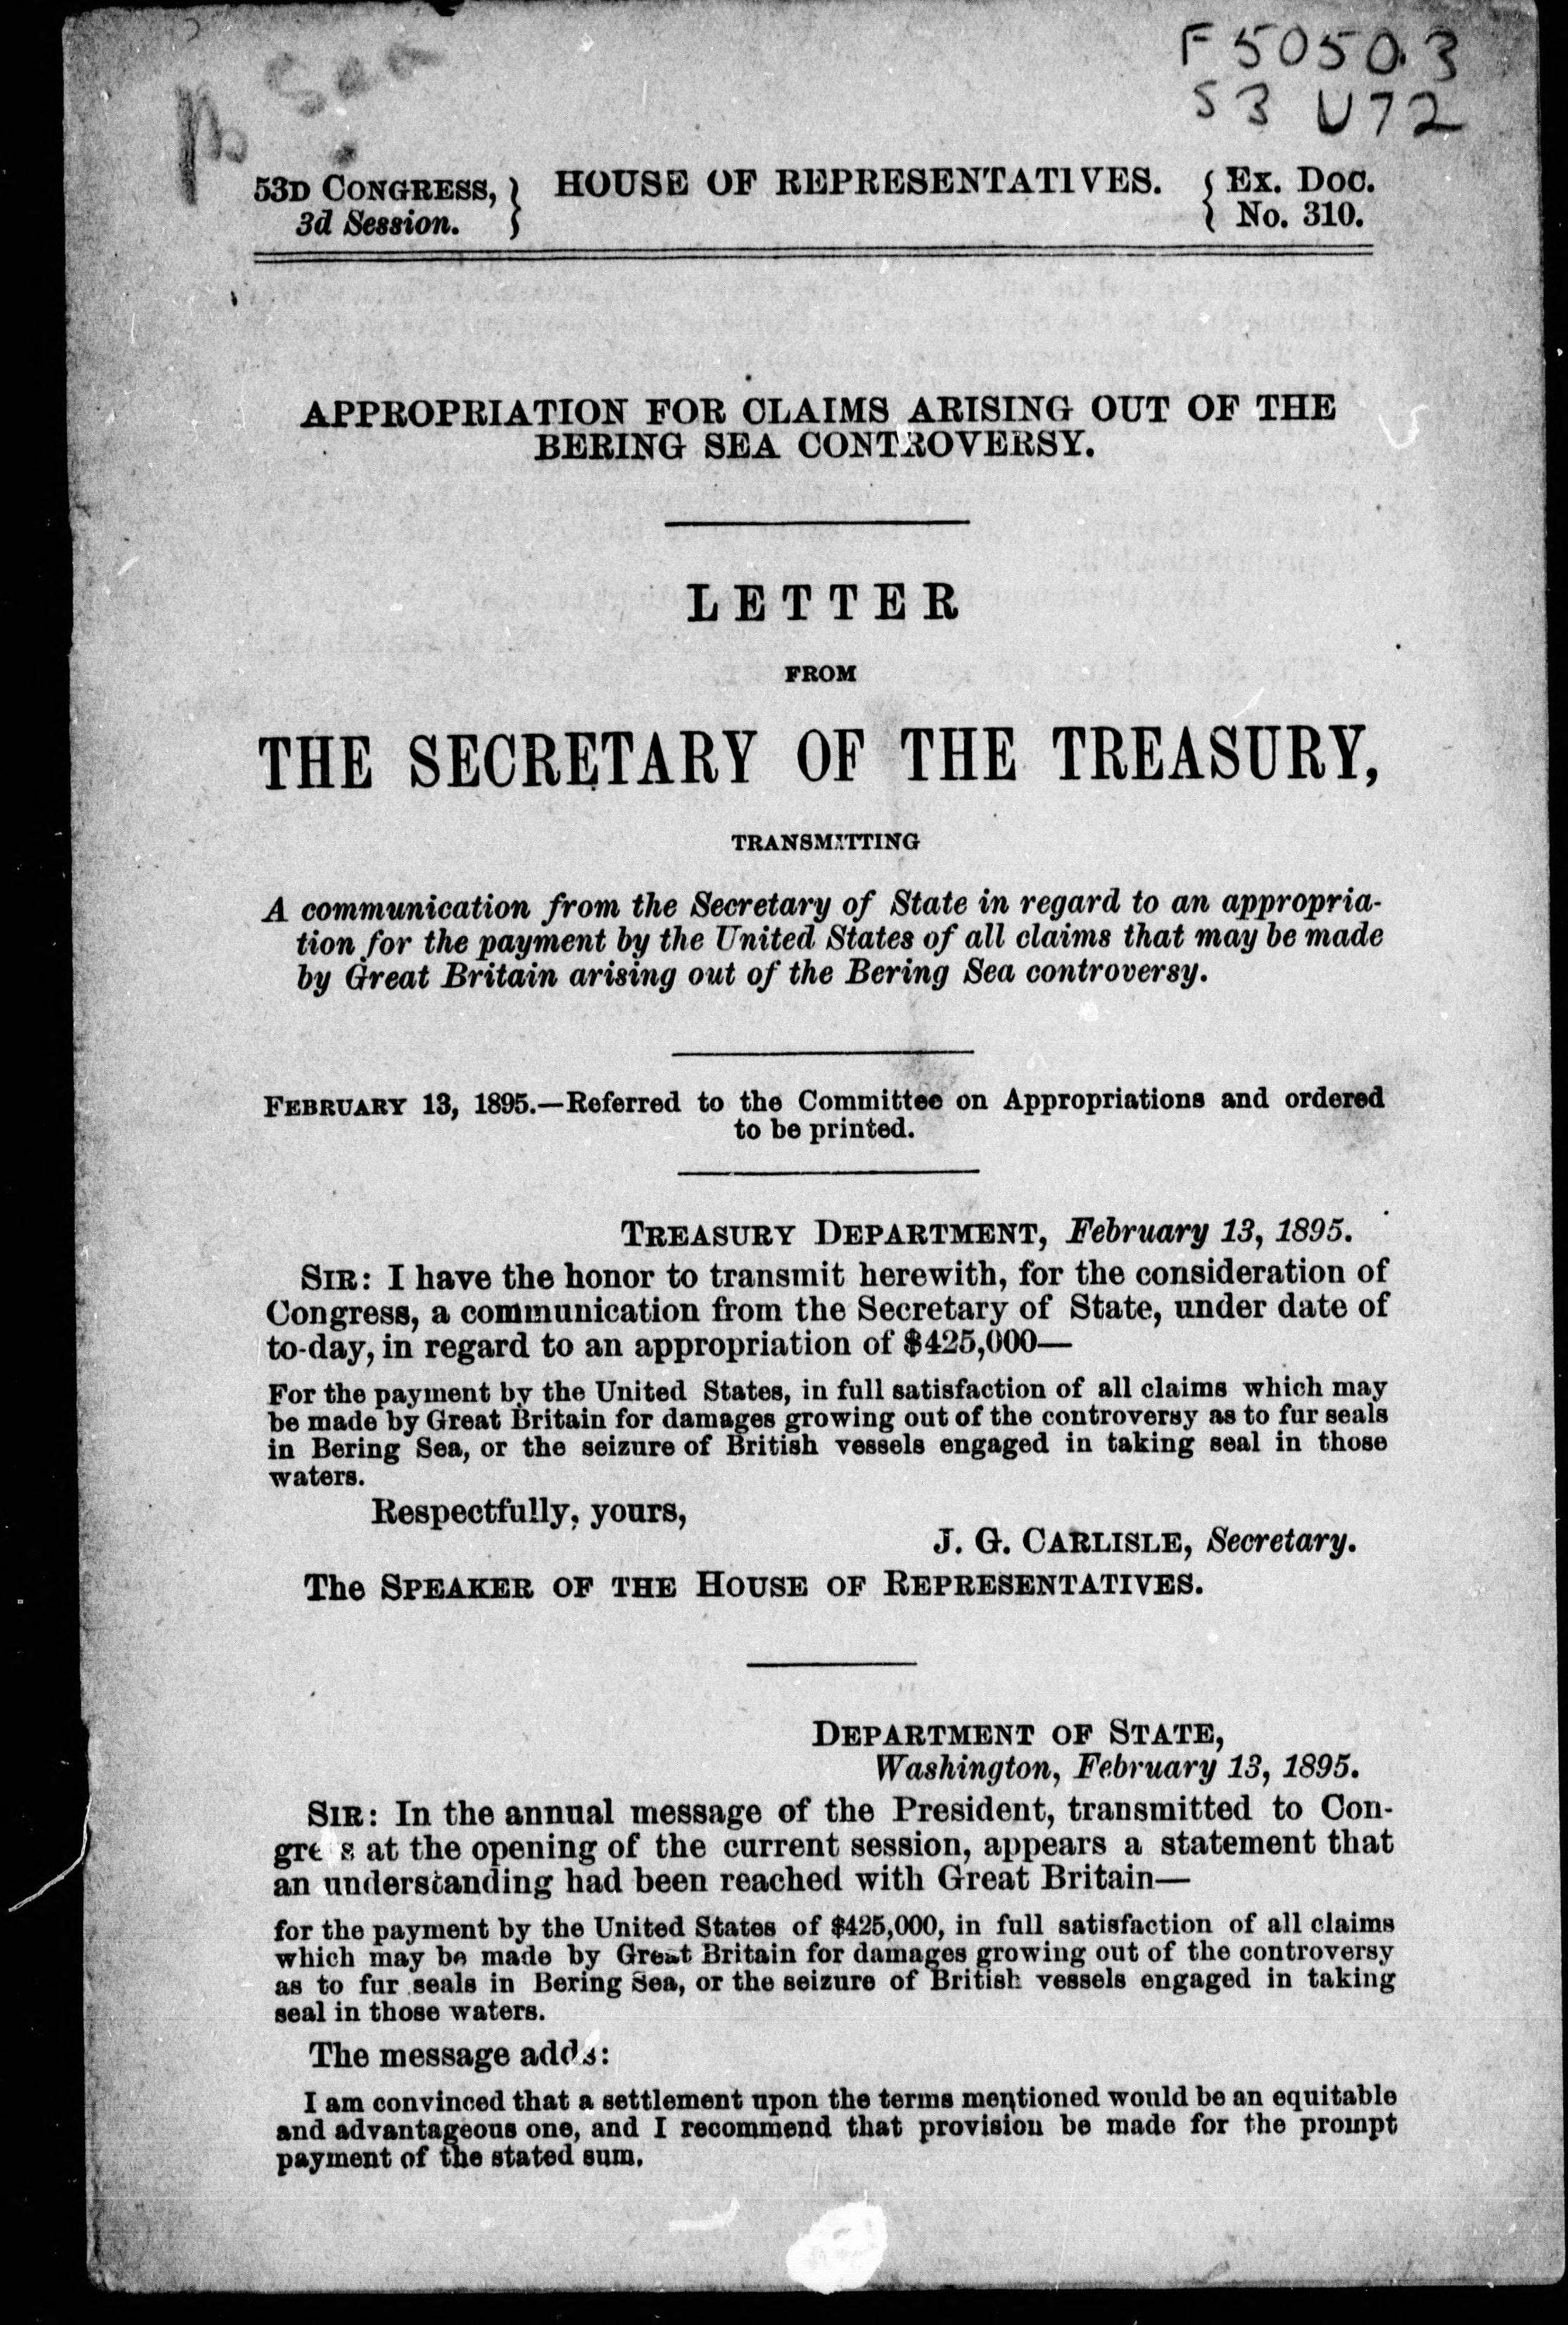 B. Sea
F5050.3
S3 U72
53D CONGRESS, } HOUSE OF REPRESENTATIVES. { Ex. Doc.
3d Session. } { No. 310.
APPROPRIATION FOR CLAIMS ARISING OUT OF THE
BERING SEA CONTROVERSY.
LETTER
FROM
THE SECRETARY OF THE TREASURY,
TRANSMITTING
A communication from the Secretary of State in regard to an appropria-
tion for the payment by the United States of all claims that may be made
by Great Britain arising out of the Bering Sea controversy.
FEBRUARY 13, 1895.—Referred to the Committee on Appropriations and ordered
to be printed.
TREASURY DEPARTMENT, February 13, 1895.
SIR: I have the honor to transmit herewith, for the consideration of
Congress, a communication from the Secretary of State, under date of
to-day, in regard to an appropriation of $425,000—
For the payment by the United States, in full satisfaction of all claims which may
be made by Great Britain for damages growing out of the controversy as to fur seals
in Bering Sea, or the seizure of British vessels engaged in taking seal in those
waters.
Respectfully, yours,
J. G. CARLISLE, Secretary.
The SPEAKER OF THE HOUSE OF REPRESENTATIVES.
DEPARTMENT OF STATE,
Washington, February 13, 1895.
SIR: In the annual message of the President, transmitted to Con-
gress at the opening of the current session, appears a statement that
an understanding had been reached with Great Britain—
for the payment by the United States of $425,000, in full satisfaction of all claims
which may be made by Great Britain for damages growing out of the controversy
as to fur seals in Bering Sea, or the seizure of British vessels engaged in taking
seal in those waters.
The message adds:
I am convinced that a settlement upon the terms mentioned would be an equitable
and advantageous one, and I recommend that provision be made for the prompt
payment of the stated sum.